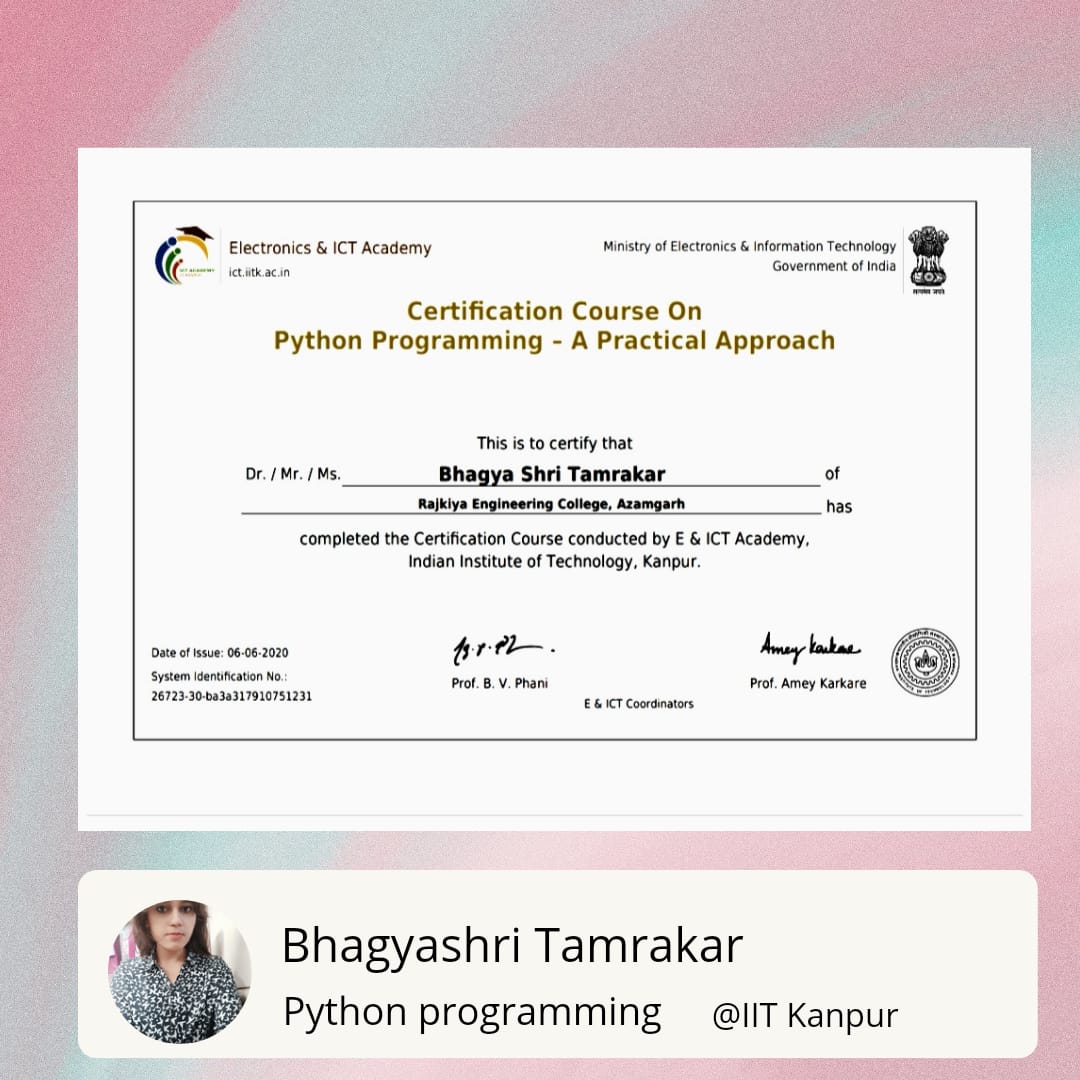 Electronics & ICT Academy
ict.iitk.ac.in
Ministry of Electronics & Information Technology
Government of India
सत्यमेव जयते
Certification Course On
Python Programming – A Practical Approach
This is to certify that
Dr. / Mr. / Ms. Bhagya Shri Tamrakar of
Rajkiya Engineering College, Azamgarh has
completed the Certification Course conducted by E & ICT Academy,
Indian Institute of Technology, Kanpur.
Date of Issue: 06-06-2020
System Identification No.:
26723-30-ba3a317910751231
Prof. B. V. Phani
Amey Karkare
Prof. Amey Karkare
E & ICT Coordinators
Bhagyashri Tamrakar
Python programming @IIT Kanpur